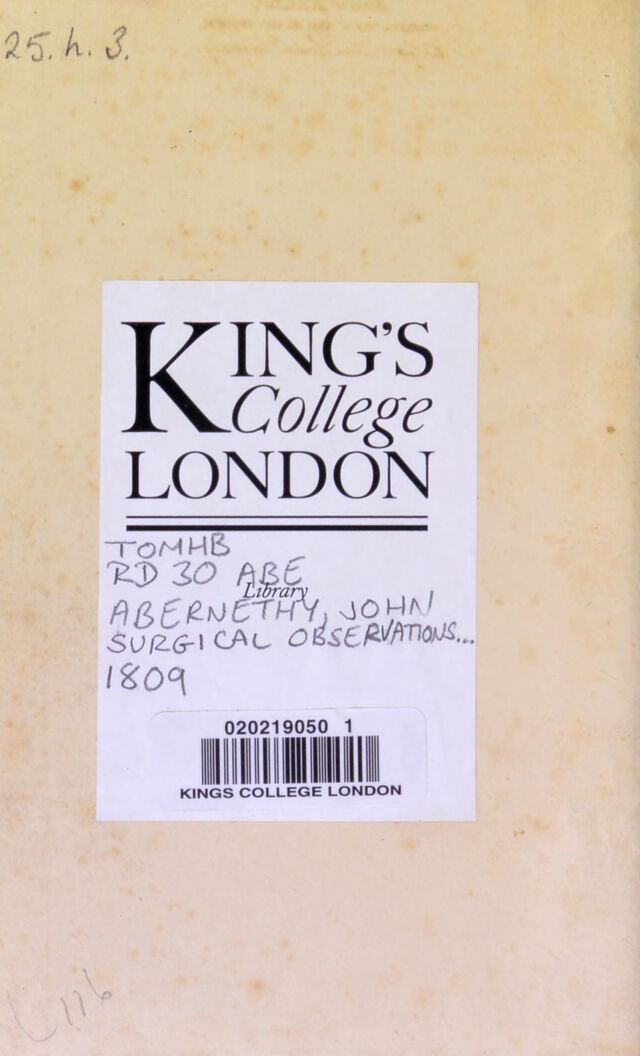 25. h. 3.
KING'S
College
LONDON
TOMHB
RD 30 ABE
Library
ABERNETHY, JOHN
SURGICAL OBSERVATIONS...
1809
020219050 1
KINGS COLLEGE LONDON
116